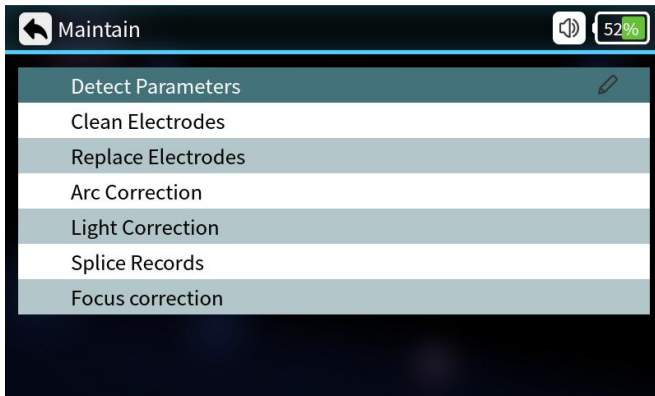 Maintain
52%
Detect Parameters
Clean Electrodes
Replace Electrodes
Arc Correction
Light Correction
Splice Records
Focus correction